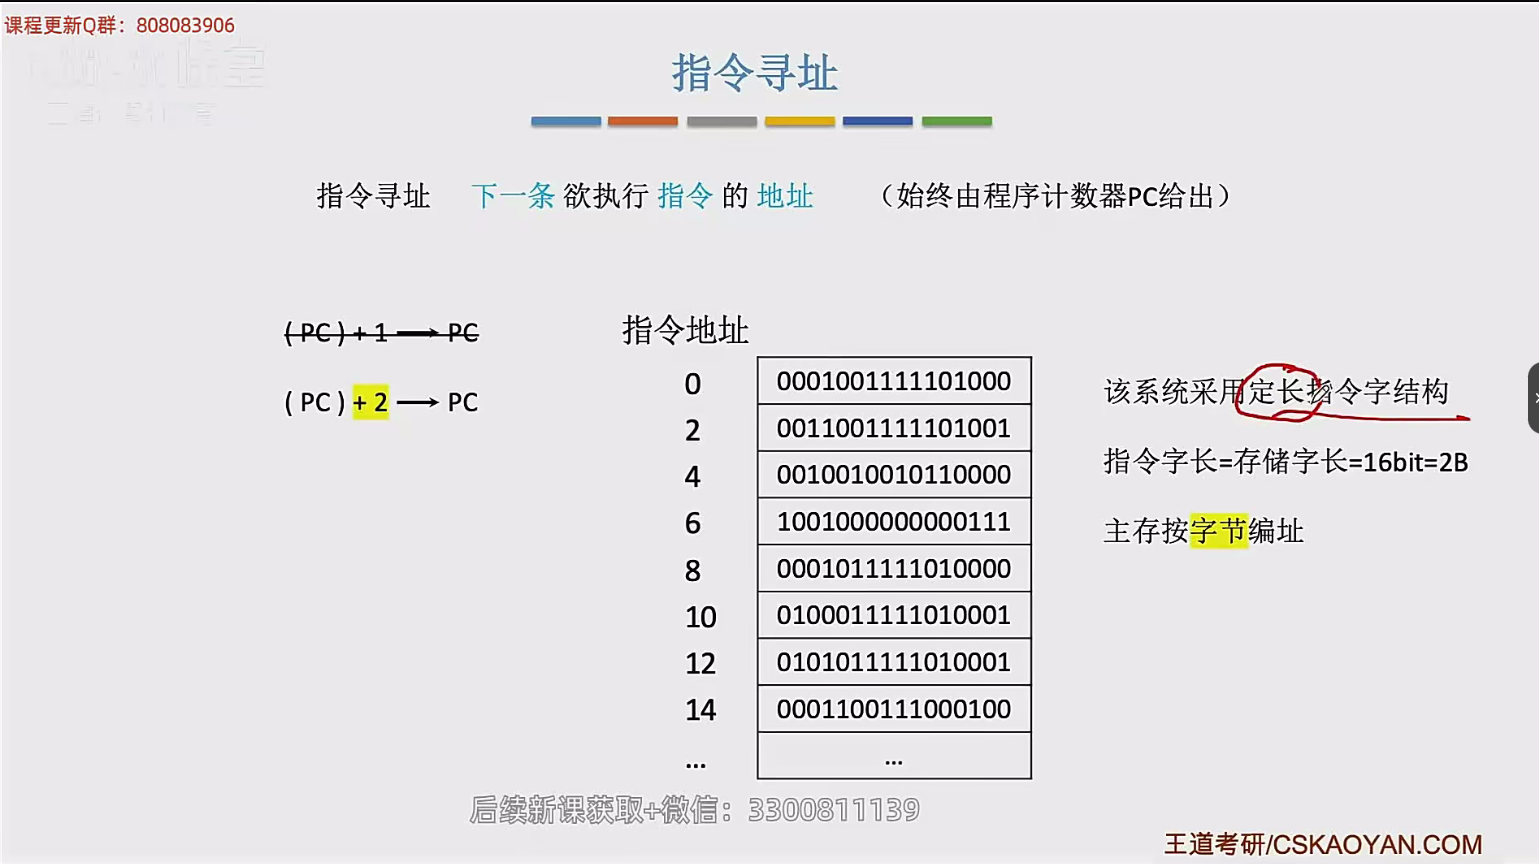 课程更新Q群：808083906
指令寻址
指令寻址 下一条 欲执行 指令 的 地址 （始终由程序计数器PC给出）
( PC ) + 1 → PC
( PC ) + 2 → PC
指令地址
0 0001001111101000
2 0011001111101001
4 0010010010110000
6 1001000000000111
8 0001011111010000
10 0100011111010001
12 0101011111010001
14 0001100111000100
... ...
该系统采用定长指令字结构
指令字长=存储字长=16bit=2B
主存按字节编址
后续新课获取+微信：3300811139
王道考研/CSKAOYAN.COM